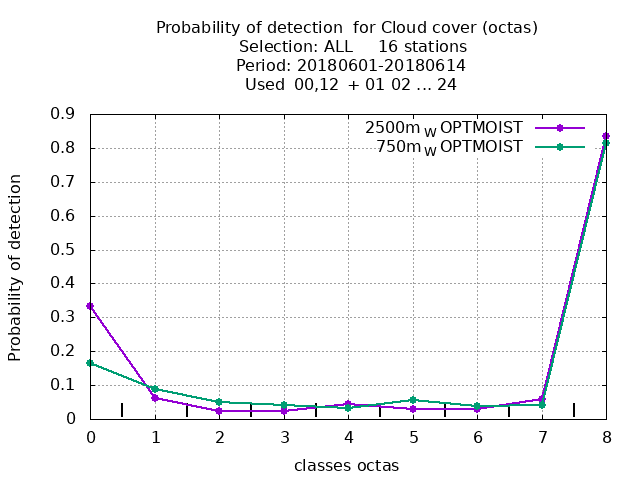 Probability of detection for Cloud cover (octas)
Selection: ALL 16 stations
Period: 20180601-20180614
Used 00,12 + 01 02 ... 24
2500m W OPTMOIST
750m W OPTMOIST
Probability of detection
0.9
0.8
0.7
0.6
0.5
0.4
0.3
0.2
0.1
0
0 1 2 3 4 5 6 7 8
classes octas